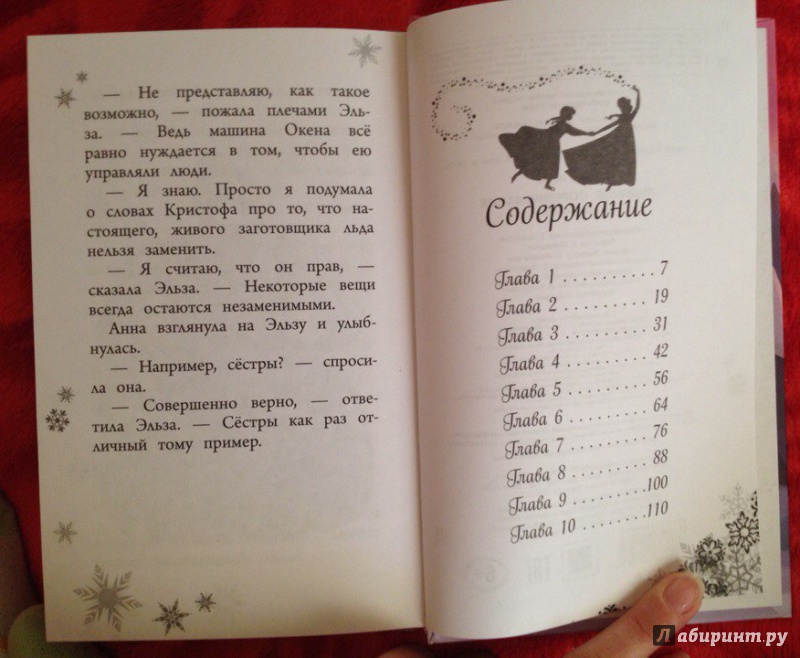 — Не представляю, как такое
возможно, — пожала плечами Эль-
за. — Ведь машина Окена всё
равно нуждается в том, чтобы ею
управляли люди.
— Я знаю. Просто я подумала
о словах Кристофа про то, что на-
стоящего, живого заготовщика льда
нельзя заменить.
— Я считаю, что он прав, —
сказала Эльза. — Некоторые вещи
всегда остаются незаменимыми.
Анна взглянула на Эльзу и улыб-
нулась.
— Например, сёстры? — спроси-
ла она.
— Совершенно верно, — отве-
тила Эльза. — Сёстры как раз от-
личный тому пример.
Содержание
Глава 1 . . . . . . . . . . 7
Глава 2 . . . . . . . . . 19
Глава 3 . . . . . . . . . 31
Глава 4 . . . . . . . . . 42
Глава 5 . . . . . . . . . 56
Глава 6 . . . . . . . . . 64
Глава 7 . . . . . . . . . 76
Глава 8 . . . . . . . . . 88
Глава 9 . . . . . . . . .100
Глава 10 . . . . . . . .110
Лабиринт.ру